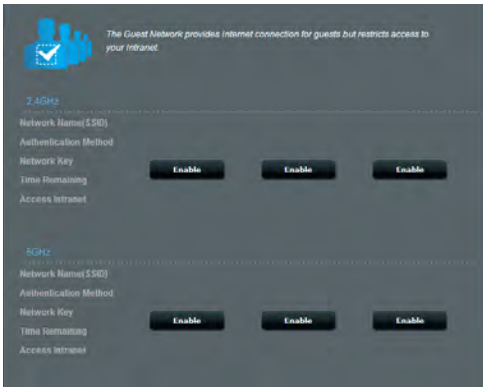 The Guest Network provides Internet connection for guests but restricts access to
your Intranet.
2.4GHz
Network Name(SSID)
Authentication Method
Network Key
Enable Enable Enable
Time Remaining
Access Intranet
5GHz
Network Name(SSID)
Authentication Method
Network Key
Enable Enable Enable
Time Remaining
Access Intranet